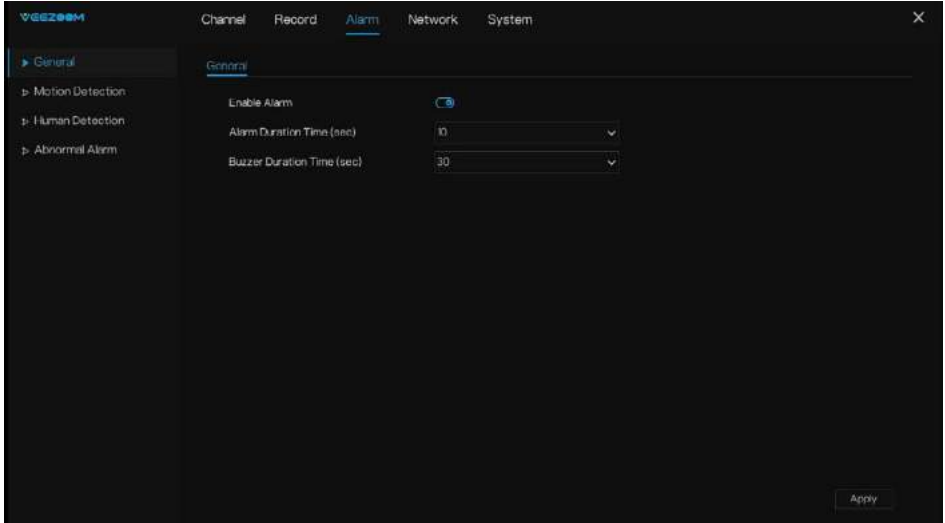 VEEZOOM
Channel Record Alarm Network System
General
Motion Detection
Human Detection
Abnormal Alarm
General
Enable Alarm
Alarm Duration Time (sec) 10
Buzzer Duration Time (sec) 30
Apply